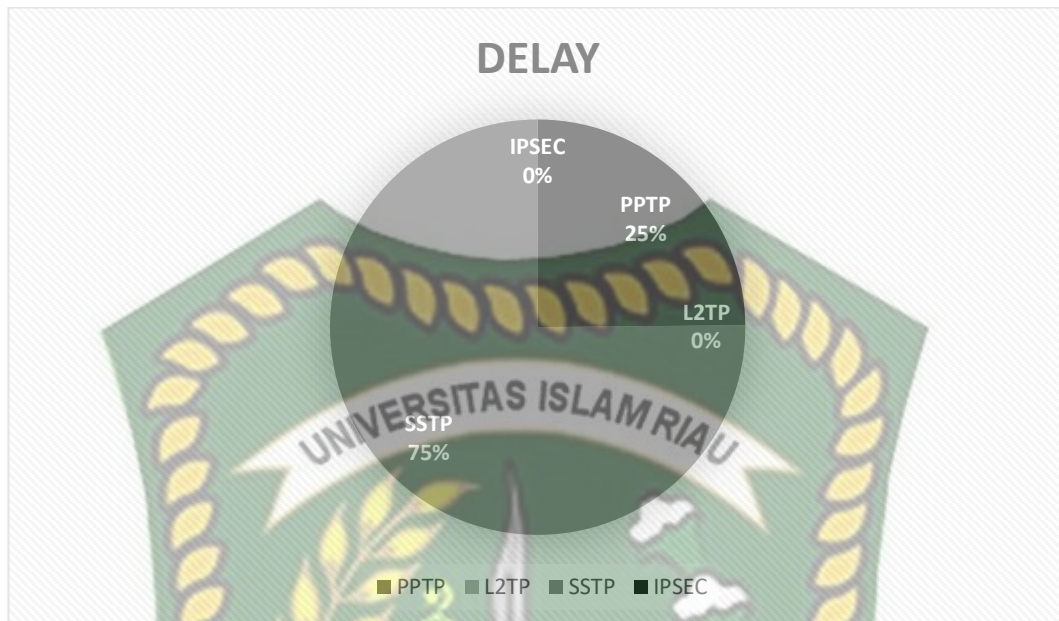 DELAY
IPSEC
0%
PPTP
25%
L2TP
0%
UNIVERSITAS ISLAM RIAU
SSTP
75%
PPTP L2TP SSTP IPSEC